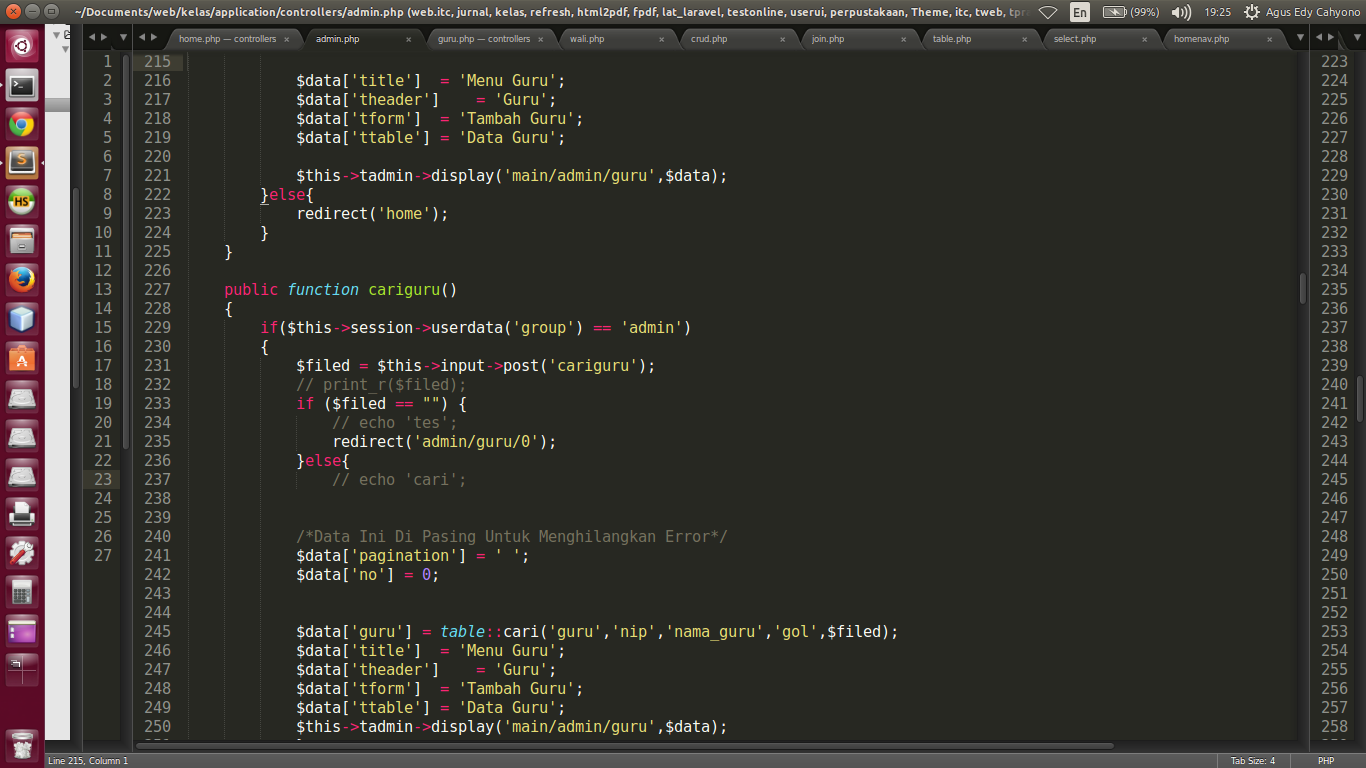 ~/Documents/web/kelas/application/controllers/admin.php (web.itc, jurnal, kelas, refresh, html2pdf, fpdf, lat_laravel, testonline, userui, perpustakaan, Theme, itc, tweb,
En (99%) 19:25 Agus Edy Cahyono
home.php — controllers × admin.php × guru.php — controllers × wali.php × crud.php × join.php × table.php × select.php × homenav.php ×
1 215 223
2 216 $data['title']  = 'Menu Guru'; 224
3 217 $data['theader']    = 'Guru'; 225
4 218 $data['tform']  = 'Tambah Guru'; 226
5 219 $data['ttable'] = 'Data Guru'; 227
6 220 228
7 221 $this->tadmin->display('main/admin/guru',$data); 229
8 222 }else{ 230
9 223 redirect('home'); 231
10 224 } 232
11 225 } 233
12 226 234
13 227 public function cariguru() 235
14 228 { 236
15 229 if($this->session->userdata('group') == 'admin') 237
16 230 { 238
17 231 $filed = $this->input->post('cariguru'); 239
18 232 // print_r($filed); 240
19 233 if ($filed == "") { 241
20 234 // echo 'tes'; 242
21 235 redirect('admin/guru/0'); 243
22 236 }else{ 244
23 237 // echo 'cari'; 245
24 238 246
25 239 247
26 240 /*Data Ini Di Pasing Untuk Menghilangkan Error*/ 248
27 241 $data['pagination'] = ' '; 249
242 $data['no'] = 0; 250
243 251
244 252
245 $data['guru'] = table::cari('guru','nip','nama_guru','gol',$filed); 253
246 $data['title']  = 'Menu Guru'; 254
247 $data['theader']    = 'Guru'; 255
248 $data['tform']  = 'Tambah Guru'; 256
249 $data['ttable'] = 'Data Guru'; 257
250 $this->tadmin->display('main/admin/guru',$data); 258
Line 215, Column 1 Tab Size: 4 PHP